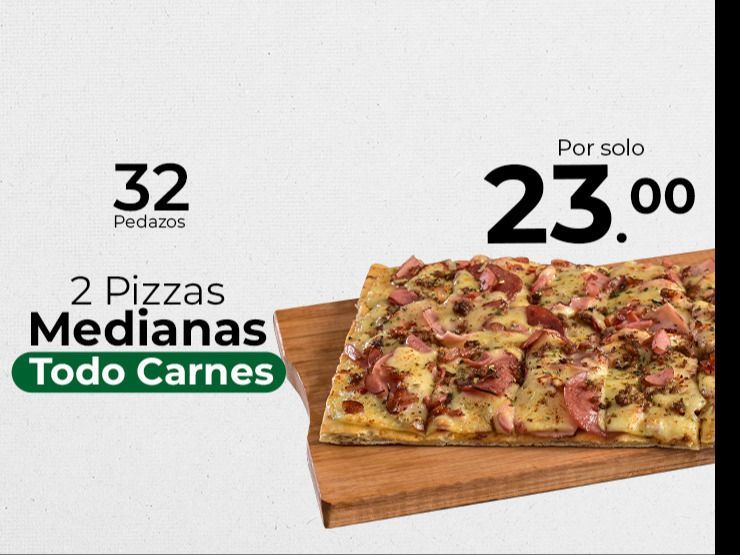 32
Pedazos
2 Pizzas
Medianas
Todo Carnes
Por solo
23.00